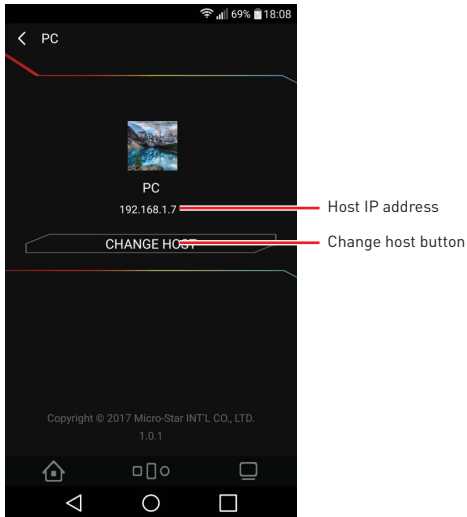 69% 18:08
PC
PC
192.168.1.7
Host IP address
CHANGE HOST
Change host button
Copyright © 2017 Micro-Star INT'L CO., LTD.
1.0.1